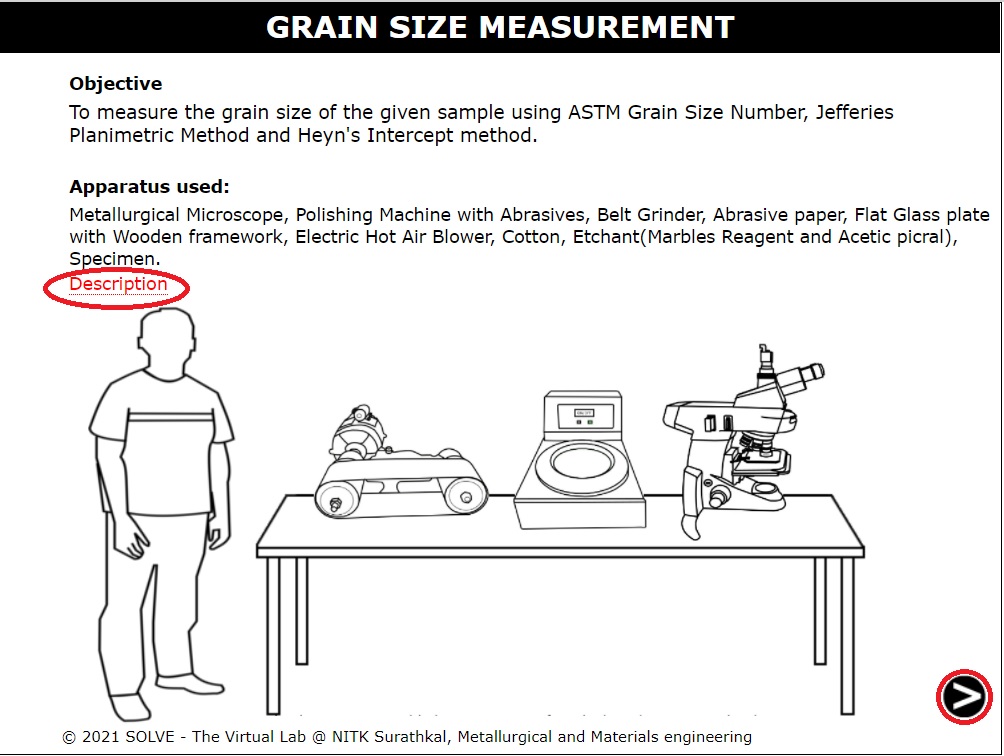 GRAIN SIZE MEASUREMENT
Objective
To measure the grain size of the given sample using ASTM Grain Size Number, Jefferies
Planimetric Method and Heyn's Intercept method.
Apparatus used:
Metallurgical Microscope, Polishing Machine with Abrasives, Belt Grinder, Abrasive paper, Flat Glass plate
with Wooden framework, Electric Hot Air Blower, Cotton, Etchant(Marbles Reagent and Acetic picral),
Specimen.
Description
© 2021 SOLVE - The Virtual Lab @ NITK Surathkal, Metallurgical and Materials engineering